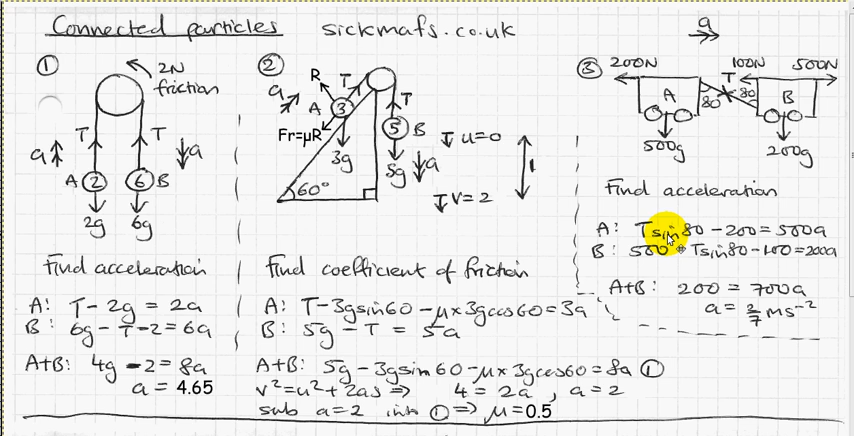 Connected particles sickmafs.co.uk
a
① 2N friction
T T
a a
A 2 6 B
2g 6g
Find acceleration
A: T-2g = 2a
B: 6g-T-2=6a
A+B: 4g-2=8a
a = 4.65
②
R T
a A 3 T
Fr=μR 5 B
3g 5g a
60°
u=0
1
v=2
Find coefficient of friction
A: T-3gsin60-μx3gcos60=3a
B: 5g-T = 5a
A+B: 5g-3gsin60-μx3gcos60=8a ①
v²=u²+2as ⇒ 4=2a, a=2
sub a=2 into ①⇒ μ=0.5
③
200N 100N 500N
T
A 80 80 B
500g 200g
Find acceleration
A: Tsin80-200=500a
B: 500-Tsin80-100=200a
A+B: 200=700a
a=2/7 ms⁻²